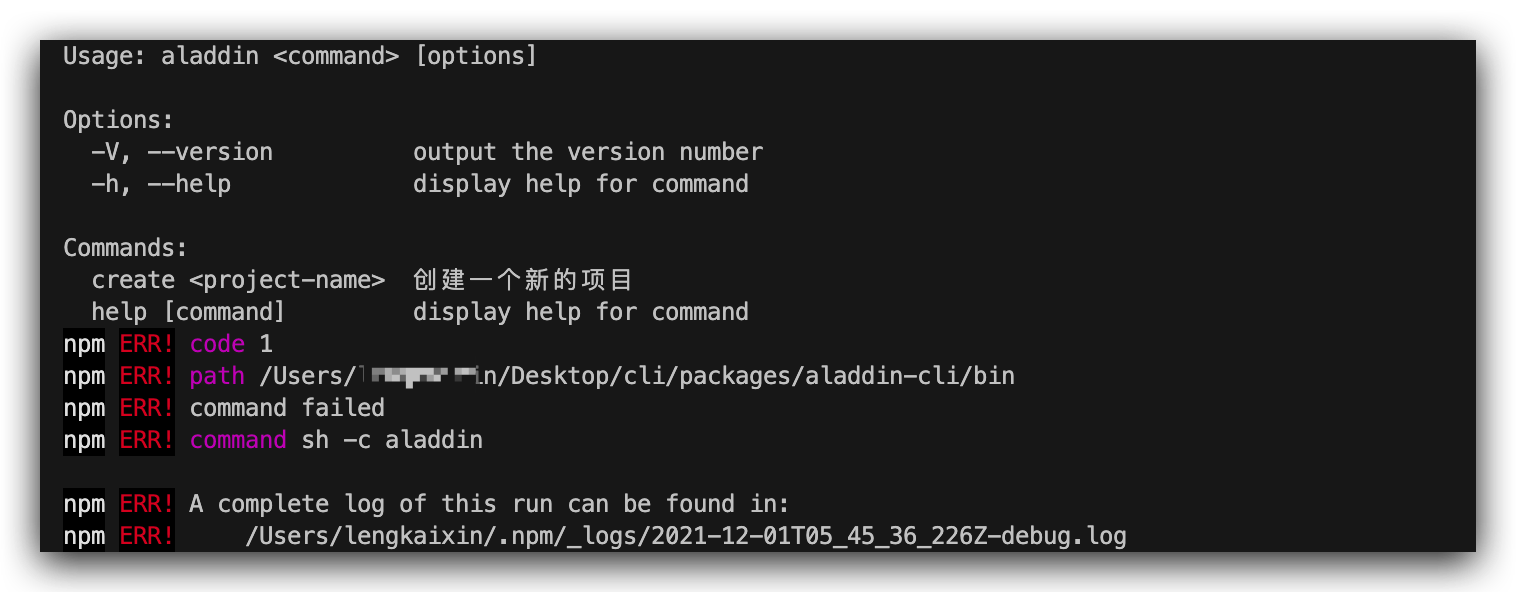 Usage: aladdin <command> [options]
Options:
-V, --version output the version number
-h, --help display help for command
Commands:
create <project-name> 创建一个新的项目
help [command] display help for command
npm ERR! code 1
npm ERR! path /Users/ n/Desktop/cli/packages/aladdin-cli/bin
npm ERR! command failed
npm ERR! command sh -c aladdin
npm ERR! A complete log of this run can be found in:
npm ERR! /Users/lengkaixin/.npm/_logs/2021-12-01T05_45_36_226Z-debug.log